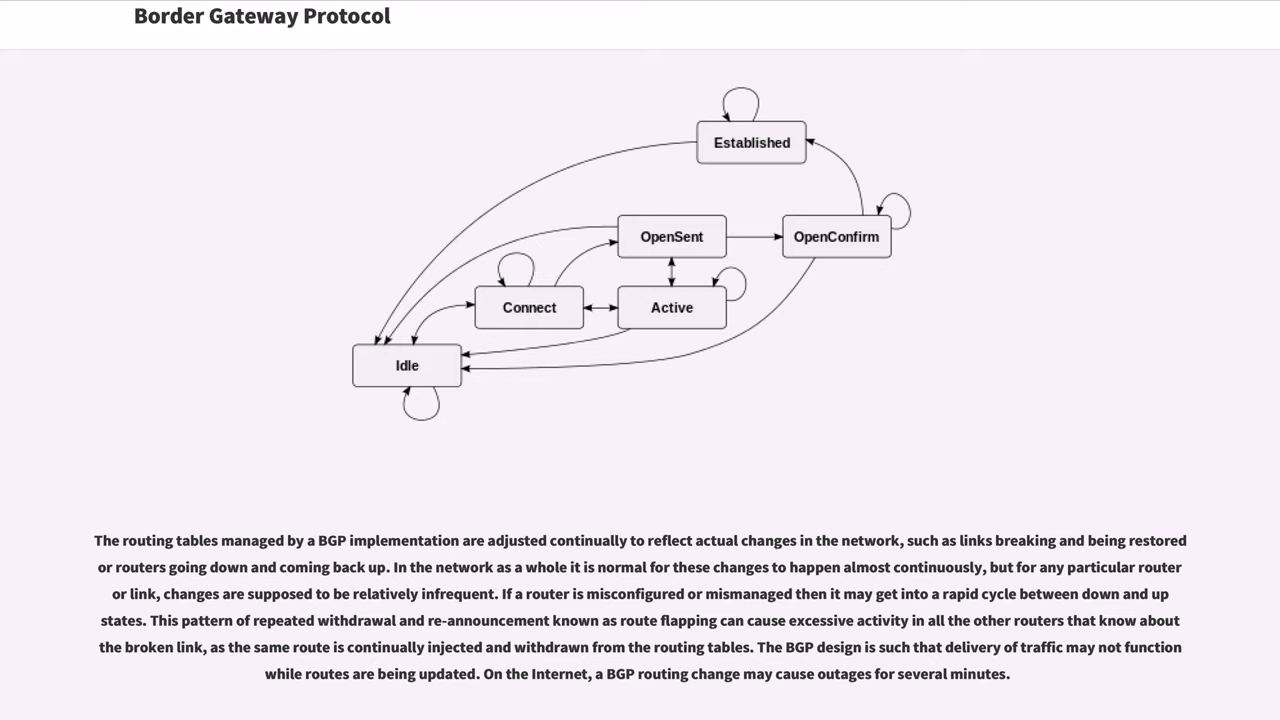 Border Gateway Protocol
Established
OpenSent
OpenConfirm
Connect
Active
Idle
The routing tables managed by a BGP implementation are adjusted continually to reflect actual changes in the network, such as links breaking and being restored
or routers going down and coming back up. In the network as a whole it is normal for these changes to happen almost continuously, but for any particular router
or link, changes are supposed to be relatively infrequent. If a router is misconfigured or mismanaged then it may get into a rapid cycle between down and up
states. This pattern of repeated withdrawal and re-announcement known as route flapping can cause excessive activity in all the other routers that know about
the broken link, as the same route is continually injected and withdrawn from the routing tables. The BGP design is such that delivery of traffic may not function
while routes are being updated. On the Internet, a BGP routing change may cause outages for several minutes.